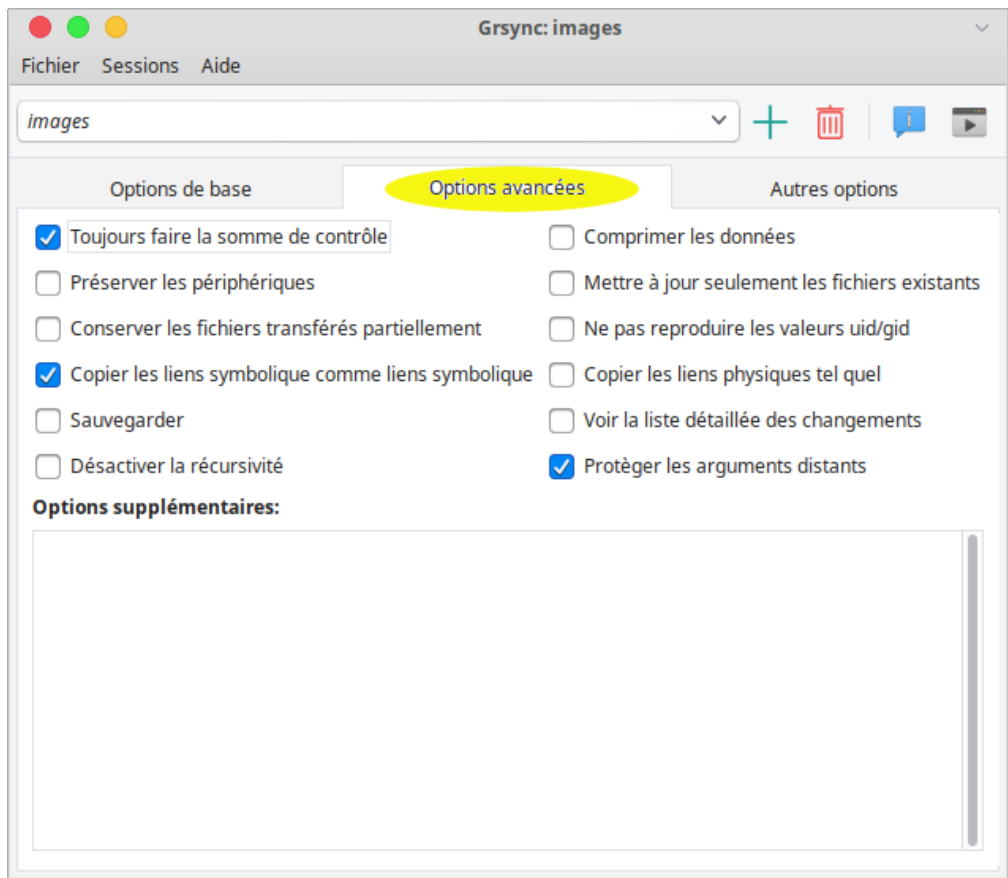 Grsync: images
Fichier Sessions Aide
images
Options de base Options avancées Autres options
Toujours faire la somme de contrôle Comprimer les données
Préserver les périphériques Mettre à jour seulement les fichiers existants
Conserver les fichiers transférés partiellement Ne pas reproduire les valeurs uid/gid
Copier les liens symbolique comme liens symbolique Copier les liens physiques tel quel
Sauvegarder Voir la liste détaillée des changements
Désactiver la récursivité Protèger les arguments distants
Options supplémentaires: